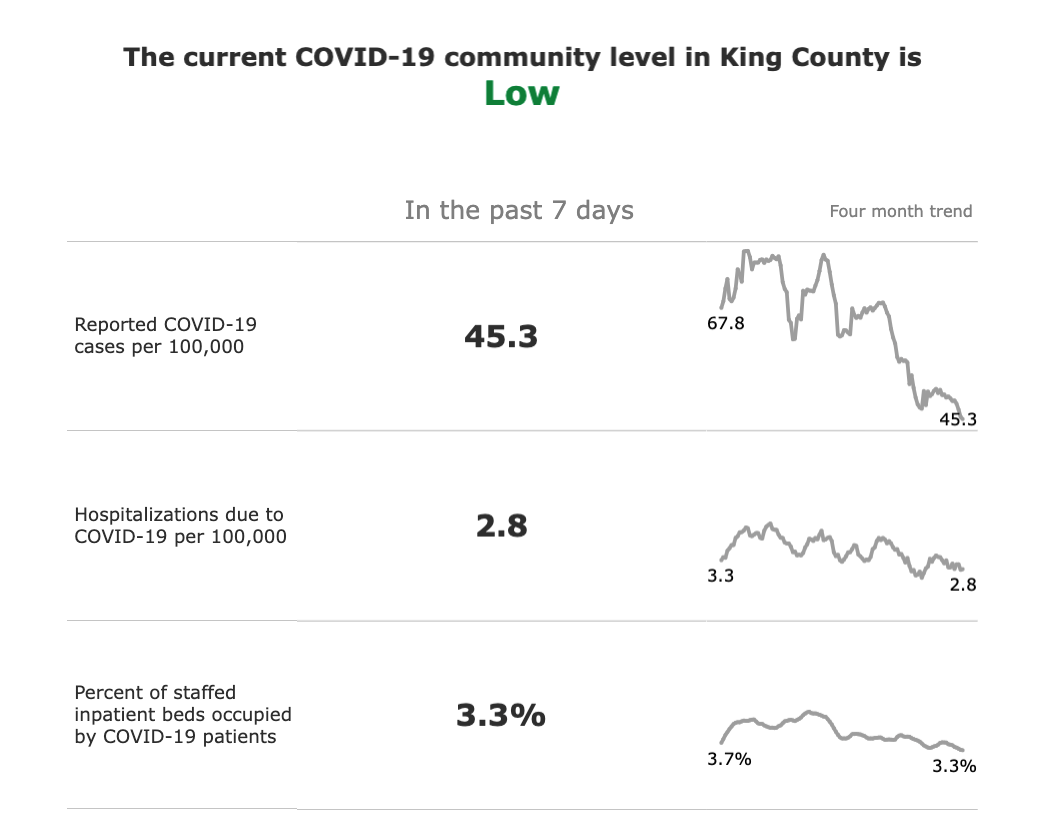 The current COVID-19 community level in King County is
Low
In the past 7 days
Four month trend
Reported COVID-19
cases per 100,000
45.3
67.8
45.3
Hospitalizations due to
COVID-19 per 100,000
2.8
3.3
2.8
Percent of staffed
inpatient beds occupied
by COVID-19 patients
3.3%
3.7%
3.3%